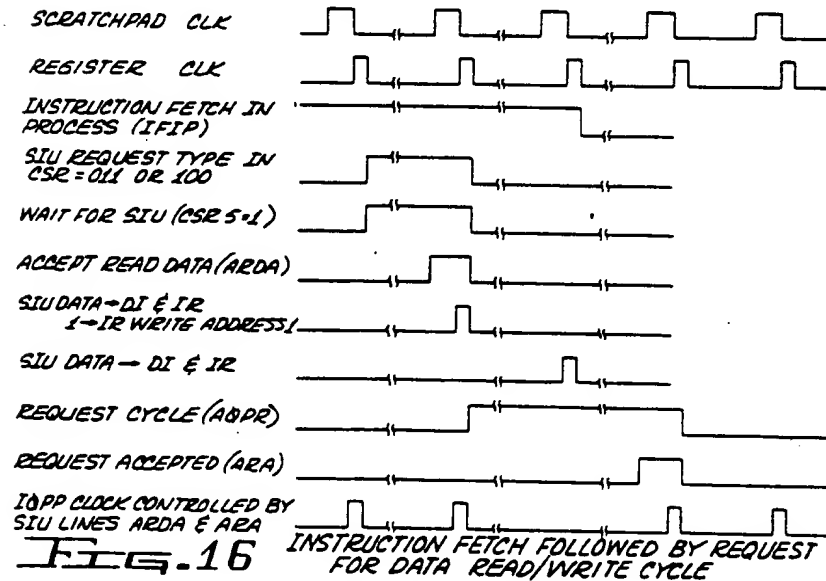 SCRATCHPAD CLK
REGISTER CLK
INSTRUCTION FETCH IN
PROCESS (IFIP)
SIU REQUEST TYPE IN
CSR = 011 OR 100
WAIT FOR SIU (CSR 5=1)
ACCEPT READ DATA (ARDA)
SIU DATA → DI & IR
1 → IR WRITE ADDRESS 1
SIU DATA → DI & IR
REQUEST CYCLE (AOPR)
REQUEST ACCEPTED (ARA)
IOPP CLOCK CONTROLLED BY
SIU LINES ARDA & ARA
FIG. 16
INSTRUCTION FETCH FOLLOWED BY REQUEST
FOR DATA READ/WRITE CYCLE